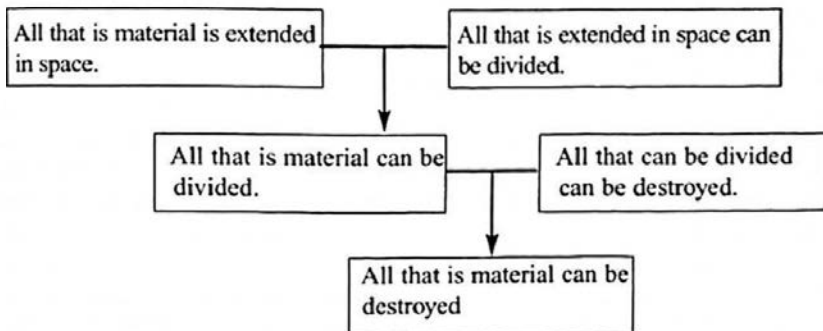 All that is material is extended
in space.
All that is extended in space can
be divided.
All that is material can be
divided.
All that can be divided
can be destroyed.
All that is material can be
destroyed